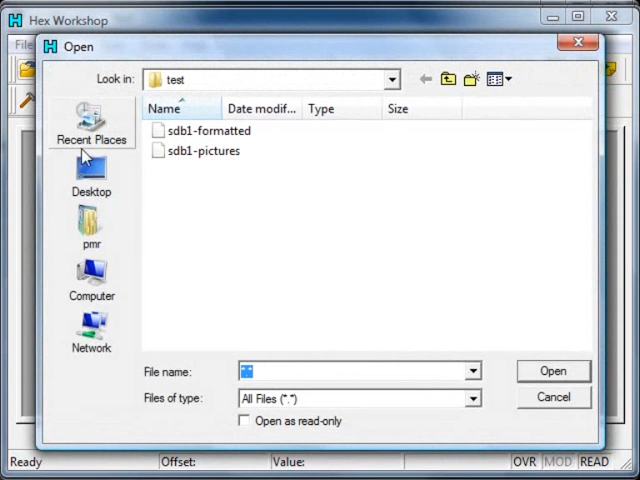 Hex Workshop
File
Open
Look in:
test
Name
Date modif...
Type
Size
sdb1-formatted
sdb1-pictures
Recent Places
Desktop
pmr
Computer
Network
File name:
*.*
Open
Files of type:
All Files (*.*)
Cancel
Open as read-only
Ready
Offset:
Value:
OVR
MOD
READ